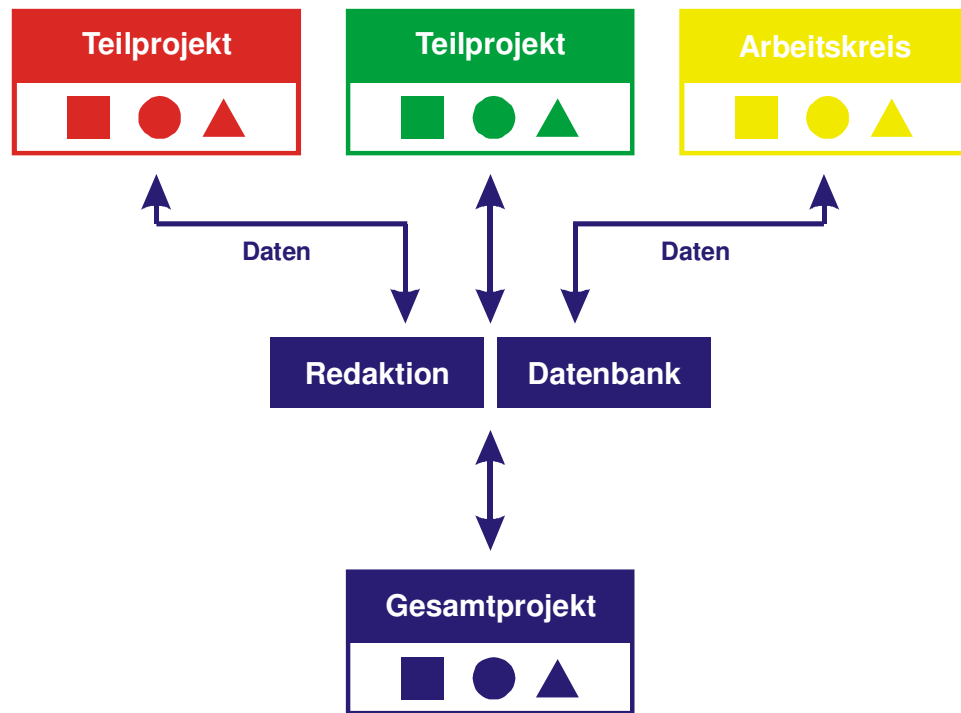 Teilprojekt
Teilprojekt
Arbeitskreis
Daten
Daten
Redaktion
Datenbank
Gesamtprojekt